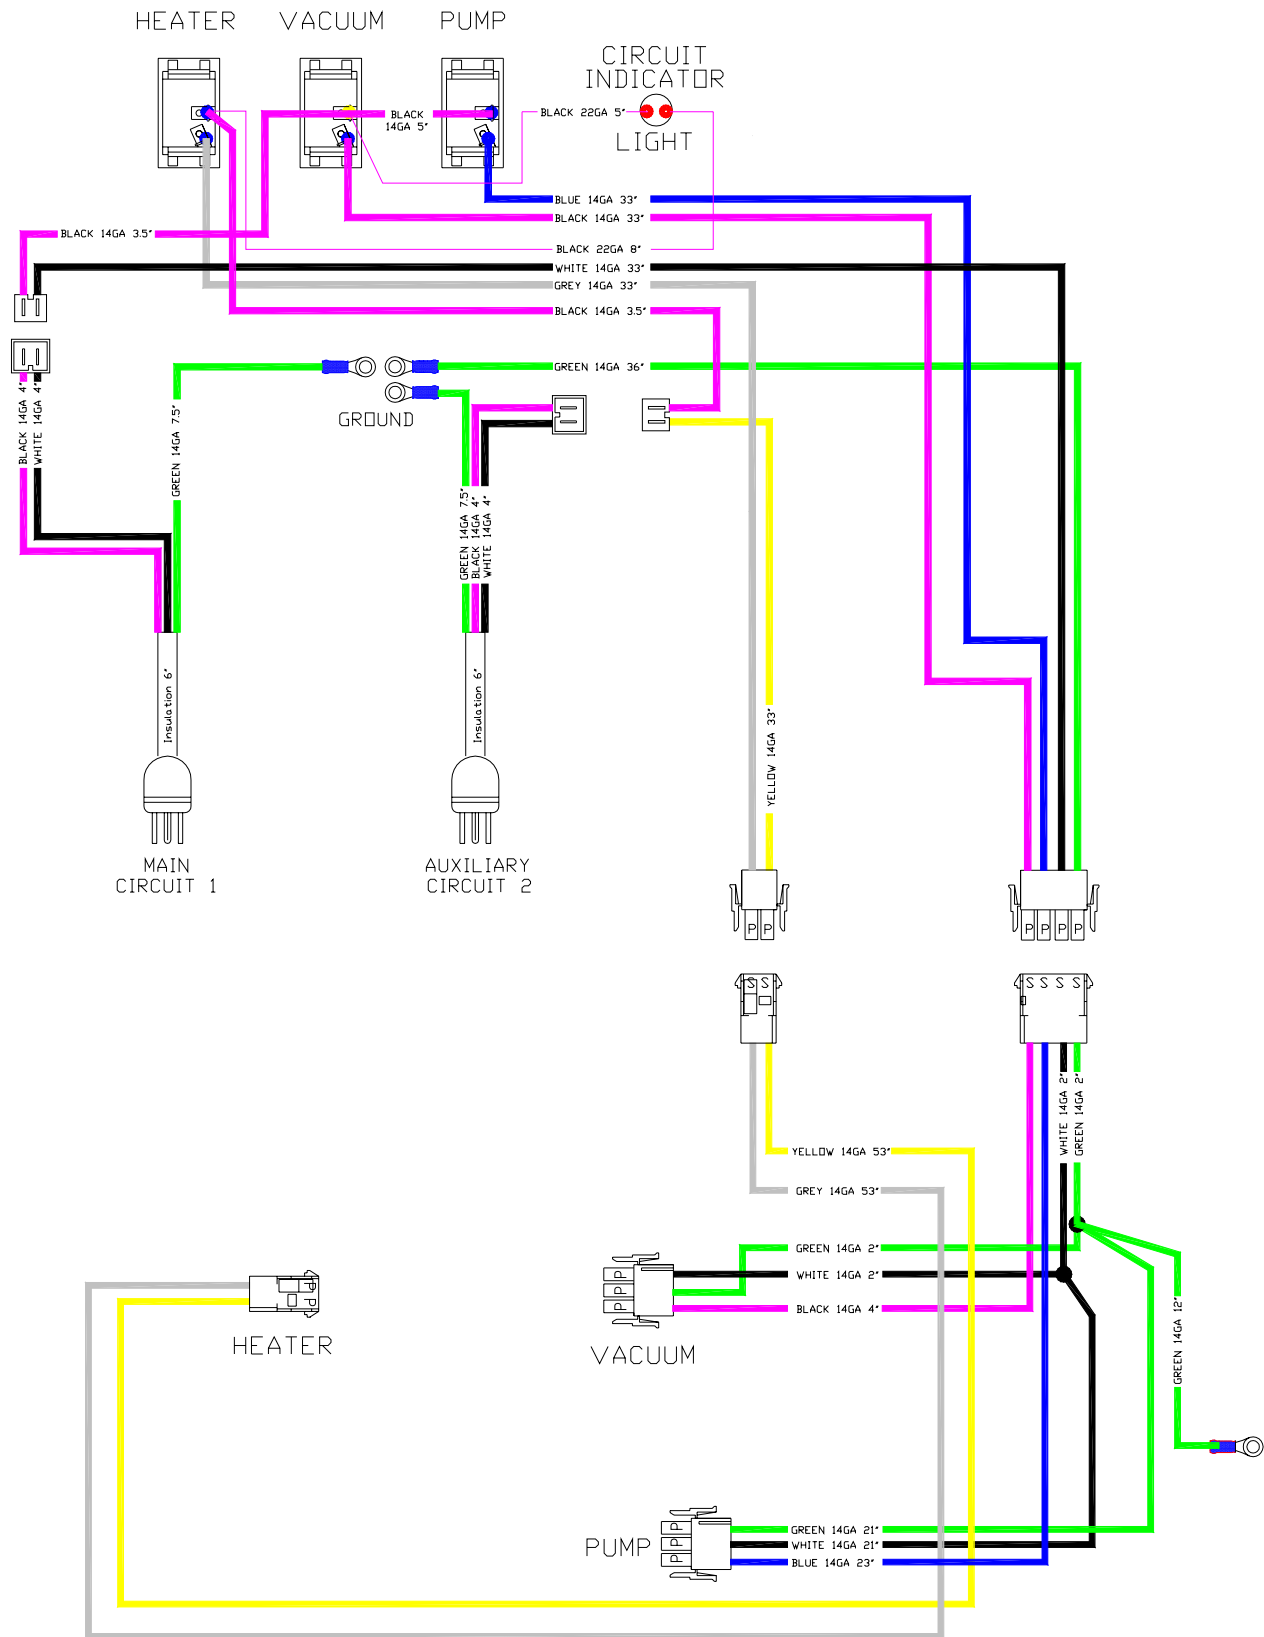 HEATER
VACUUM
PUMP
CIRCUIT
INDICATOR
LIGHT
BLACK
14GA 5"
BLACK 22GA 5"
BLUE 14GA 33"
BLACK 14GA 33"
BLACK 14GA 3.5"
BLACK 22GA 8"
WHITE 14GA 33"
GREY 14GA 33"
BLACK 14GA 3.5"
GREEN 14GA 36"
GROUND
BLACK 14GA 4"
WHITE 14GA 4"
GREEN 14GA 7.5"
GREEN 14GA 7.5"
BLACK 14GA 4"
WHITE 14GA 4"
Insulation 6"
Insulation 6"
YELLOW 14GA 33"
MAIN
CIRCUIT 1
AUXILIARY
CIRCUIT 2
P P
P P P P
S S
S S S S
WHITE 14GA 2"
GREEN 14GA 2"
YELLOW 14GA 53"
GREY 14GA 53"
GREEN 14GA 2"
WHITE 14GA 2"
BLACK 14GA 4"
P
P
P
P
P
HEATER
VACUUM
GREEN 14GA 12"
P
P
P
PUMP
GREEN 14GA 21"
WHITE 14GA 21"
BLUE 14GA 23"